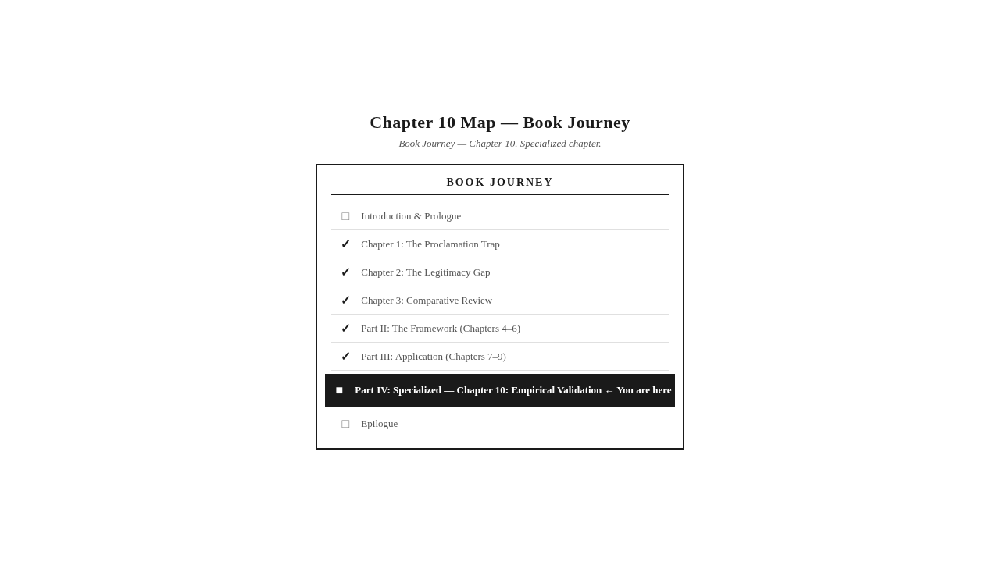 Chapter 10 Map — Book Journey
Book Journey — Chapter 10. Specialized chapter.
BOOK JOURNEY
□ Introduction & Prologue
✓ Chapter 1: The Proclamation Trap
✓ Chapter 2: The Legitimacy Gap
✓ Chapter 3: Comparative Review
✓ Part II: The Framework (Chapters 4–6)
✓ Part III: Application (Chapters 7–9)
■ Part IV: Specialized — Chapter 10: Empirical Validation ← You are here
□ Epilogue